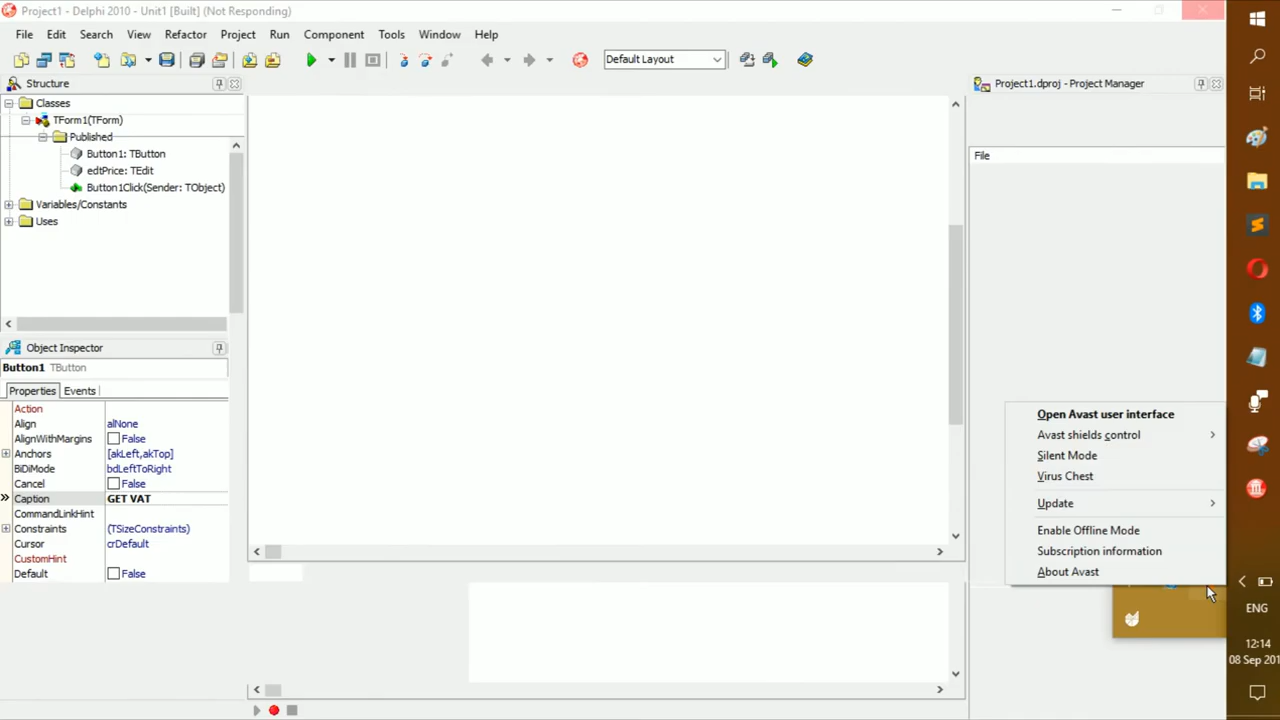 Project1 - Delphi 2010 - Unit1 [Built] (Not Responding)
File Edit Search View Refactor Project Run Component Tools Window Help
Default Layout
Structure
Project1.dproj - Project Manager
Classes
TForm1(TForm)
Published
Button1: TButton
edtPrice: TEdit
Button1Click(Sender: TObject)
Variables/Constants
Uses
File
Object Inspector
Button1 TButton
Properties Events
Action
Align alNone
AlignWithMargins False
Anchors [akLeft,akTop]
BiDiMode bdLeftToRight
Cancel False
Caption GET VAT
CommandLinkHint
Constraints (TSizeConstraints)
Cursor crDefault
CustomHint
Default False
Open Avast user interface
Avast shields control
Silent Mode
Virus Chest
Update
Enable Offline Mode
Subscription information
About Avast
ENG
12:14
08 Sep 201